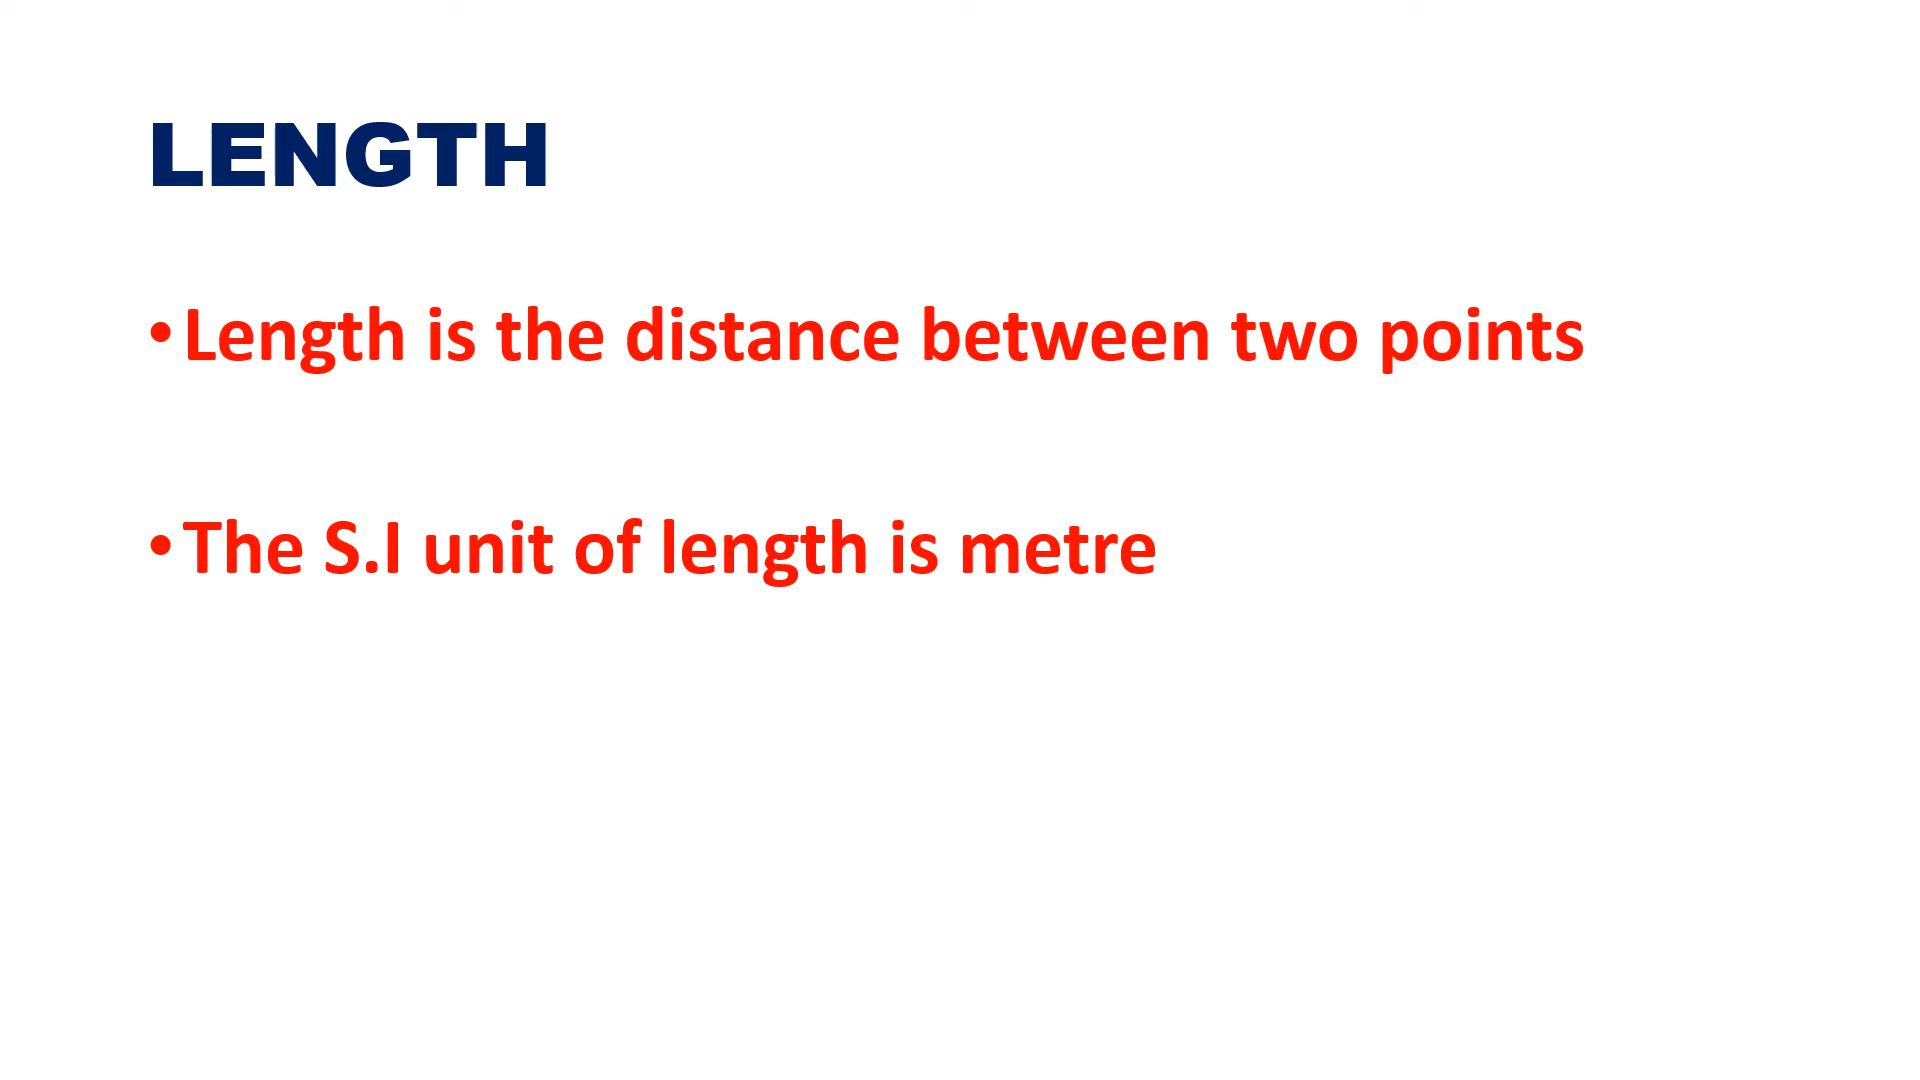 LENGTH
• Length is the distance between two points
• The S.I unit of length is metre